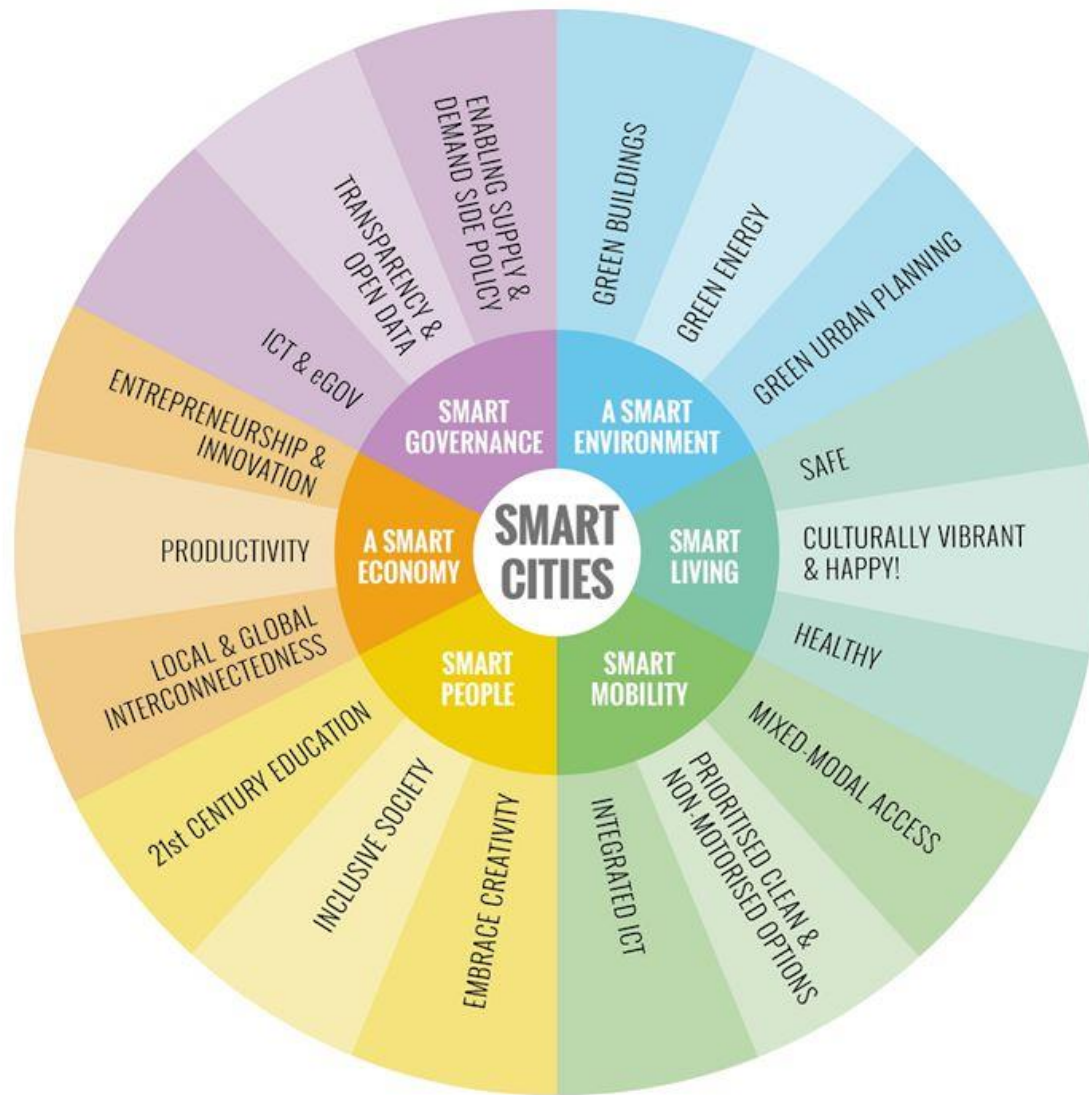 SMART
CITIES
A SMART
ENVIRONMENT
GREEN BUILDINGS
GREEN ENERGY
GREEN URBAN PLANNING
SMART
LIVING
SAFE
CULTURALLY VIBRANT
& HAPPY!
HEALTHY
SMART
MOBILITY
MIXED-MODAL ACCESS
PRIORITISED CLEAN &
NON-MOTORISED OPTIONS
INTEGRATED ICT
SMART
PEOPLE
EMBRACE CREATIVITY
INCLUSIVE SOCIETY
21st CENTURY EDUCATION
A SMART
ECONOMY
LOCAL & GLOBAL
INTERCONNECTEDNESS
PRODUCTIVITY
ENTREPRENEURSHIP &
INNOVATION
SMART
GOVERNANCE
ICT & eGOV
TRANSPARENCY &
OPEN DATA
ENABLING SUPPLY &
DEMAND SIDE POLICY